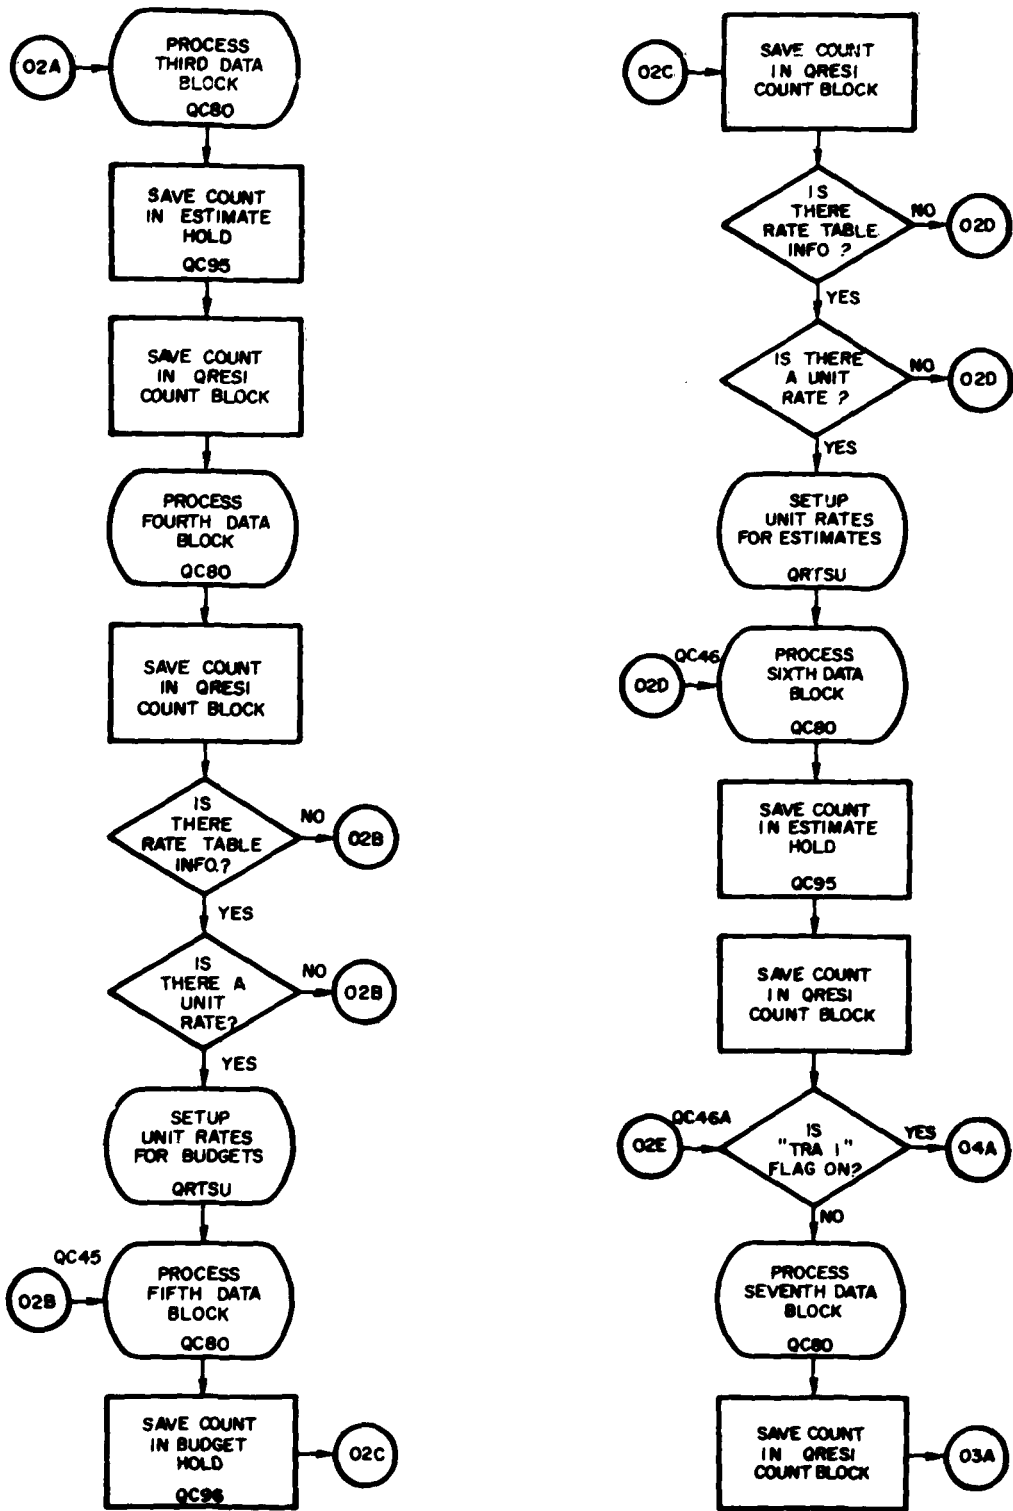 02A
PROCESS
THIRD DATA
BLOCK
QC80
SAVE COUNT
IN ESTIMATE
HOLD
QC95
SAVE COUNT
IN QRESI
COUNT BLOCK
PROCESS
FOURTH DATA
BLOCK
QC80
SAVE COUNT
IN QRESI
COUNT BLOCK
IS
THERE
RATE TABLE
INFO.?
NO
02B
YES
IS
THERE A
UNIT
RATE?
NO
02B
YES
SETUP
UNIT RATES
FOR BUDGETS
QRTSU
QC45
02B
PROCESS
FIFTH DATA
BLOCK
QC80
SAVE COUNT
IN BUDGET
HOLD
QC96
02C
02C
SAVE COUNT
IN QRESI
COUNT BLOCK
IS
THERE
RATE TABLE
INFO ?
NO
02D
YES
IS THERE
A UNIT
RATE ?
NO
02D
YES
SETUP
UNIT RATES
FOR ESTIMATES
QRTSU
QC46
02D
PROCESS
SIXTH DATA
BLOCK
QC80
SAVE COUNT
IN ESTIMATE
HOLD
QC95
SAVE COUNT
IN QRESI
COUNT BLOCK
QC46A
02E
IS
"TRA 1"
FLAG ON?
YES
04A
NO
PROCESS
SEVENTH DATA
BLOCK
QC80
SAVE COUNT
IN QRESI
COUNT BLOCK
03A